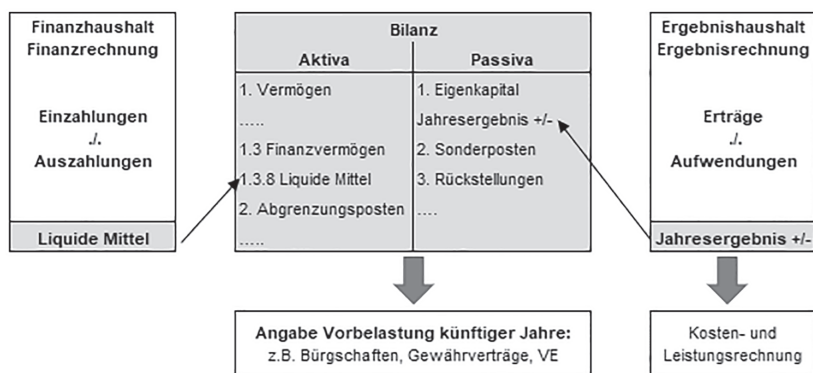 Finanzhaushalt
Finanzrechnung
Einzahlungen
./.
Auszahlungen
Liquide Mittel
Bilanz
Aktiva
Passiva
1. Vermögen
.....
1.3 Finanzvermögen
1.3.8 Liquide Mittel
2. Abgrenzungsposten
.....
1. Eigenkapital
Jahresergebnis +/-
2. Sonderposten
3. Rückstellungen
....
Ergebnishaushalt
Ergebnisrechnung
Erträge
./.
Aufwendungen
Jahresergebnis +/-
Angabe Vorbelastung künftiger Jahre:
z.B. Bürgschaften, Gewährverträge, VE
Kosten- und
Leistungsrechnung